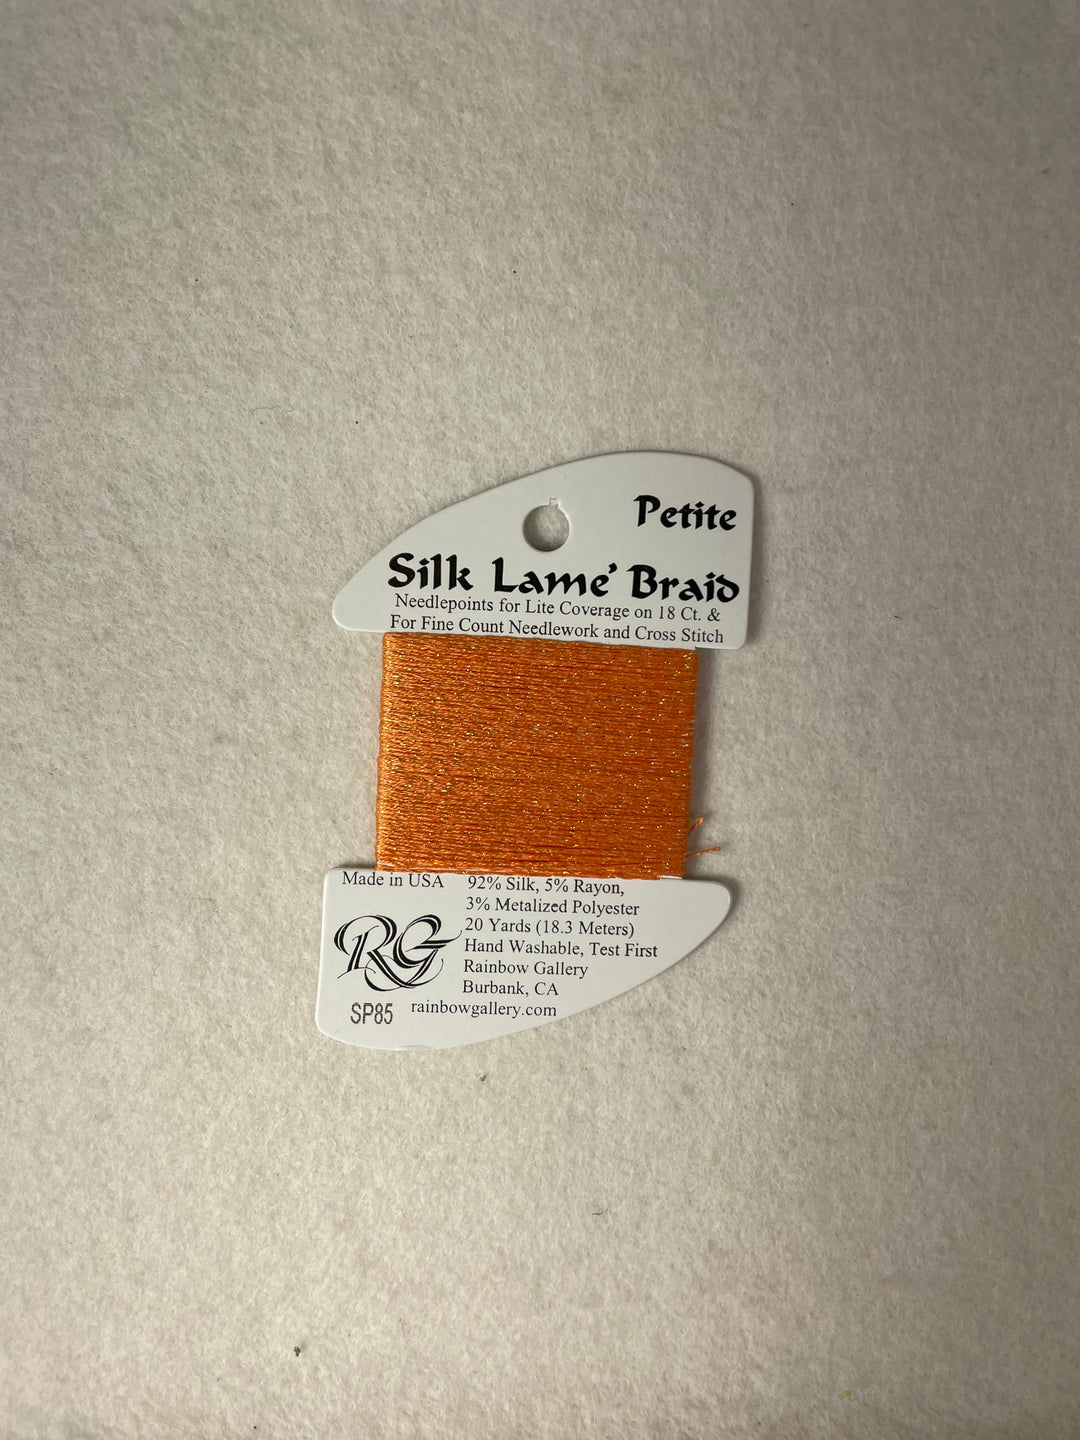 Petite
Silk Lame' Braid
Needlepoints for Lite Coverage on 18 Ct. &
For Fine Count Needlework and Cross Stitch
Made in USA
92% Silk, 5% Rayon,
3% Metalized Polyester
20 Yards (18.3 Meters)
Hand Washable, Test First
Rainbow Gallery
Burbank, CA
RG
SP85
rainbowgallery.com